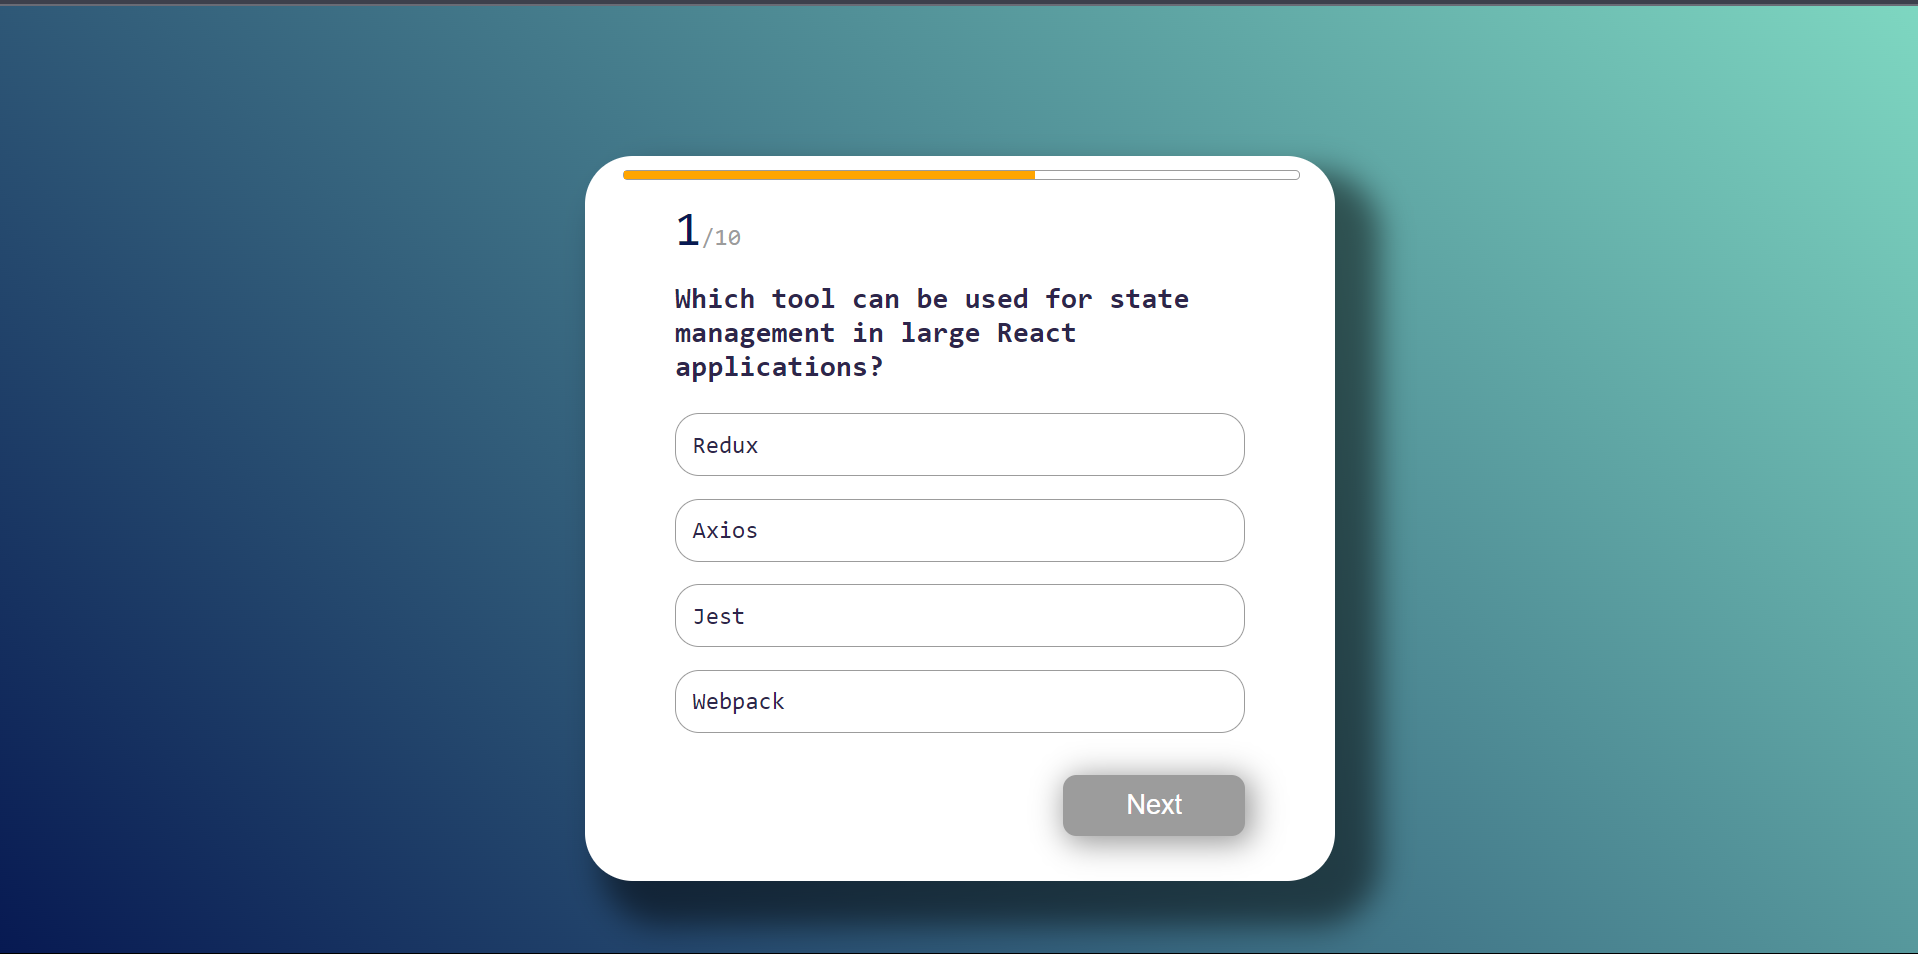 1/10
Which tool can be used for state
management in large React
applications?
Redux
Axios
Jest
Webpack
Next